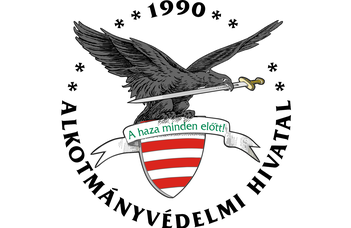 1990
A haza minden előtt!
ALKOTMÁNYVÉDELMI HIVATAL